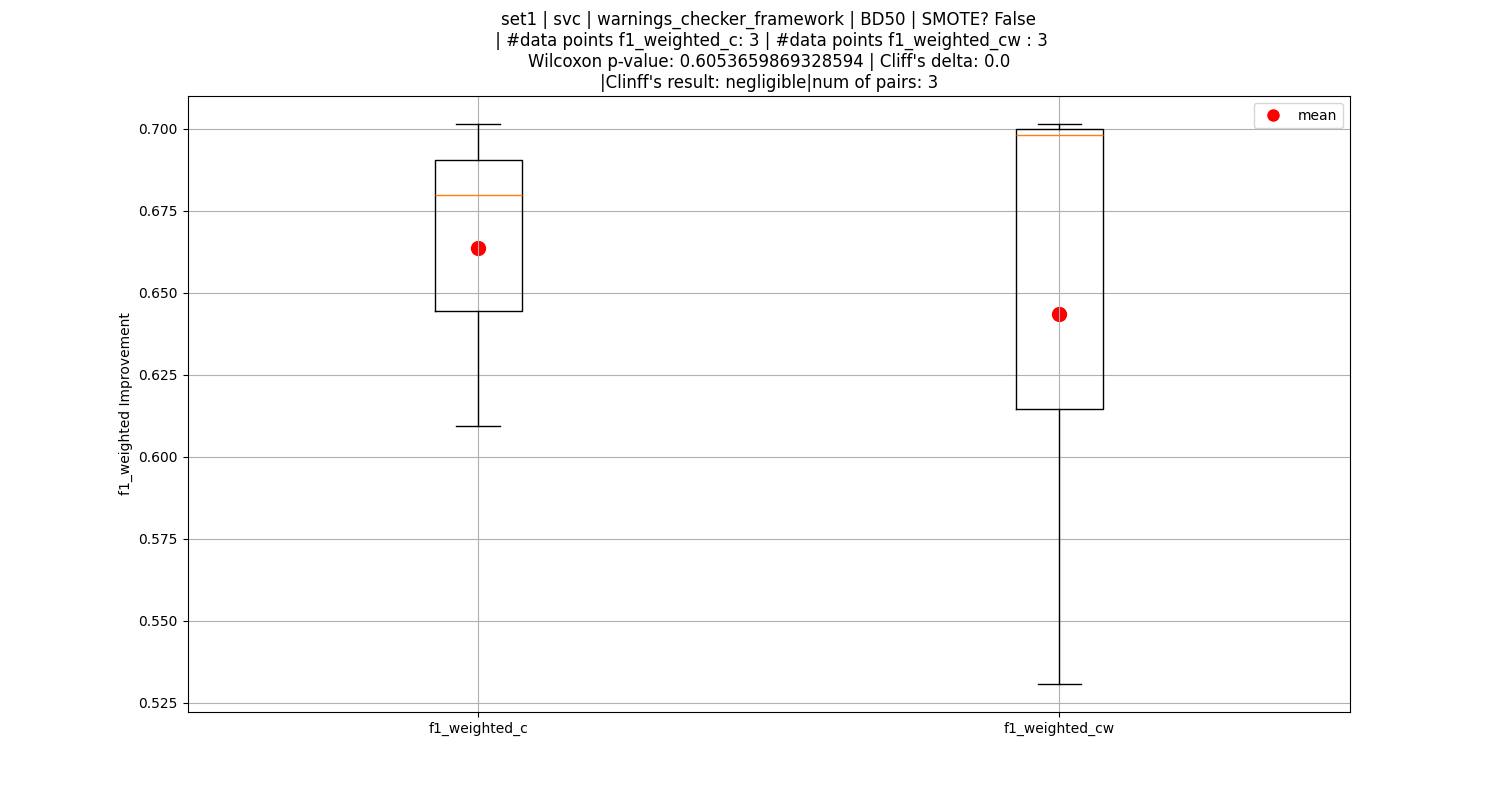 set1 | svc | warnings_checker_framework | BD50 | SMOTE? False
| #data points f1_weighted_c: 3 | #data points f1_weighted_cw : 3
Wilcoxon p-value: 0.6053659869328594 | Cliff's delta: 0.0
|Clinff's result: negligible|num of pairs: 3
mean
0.700
0.675
0.650
0.625
0.600
0.575
0.550
0.525
f1_weighted Improvement
f1_weighted_c
f1_weighted_cw